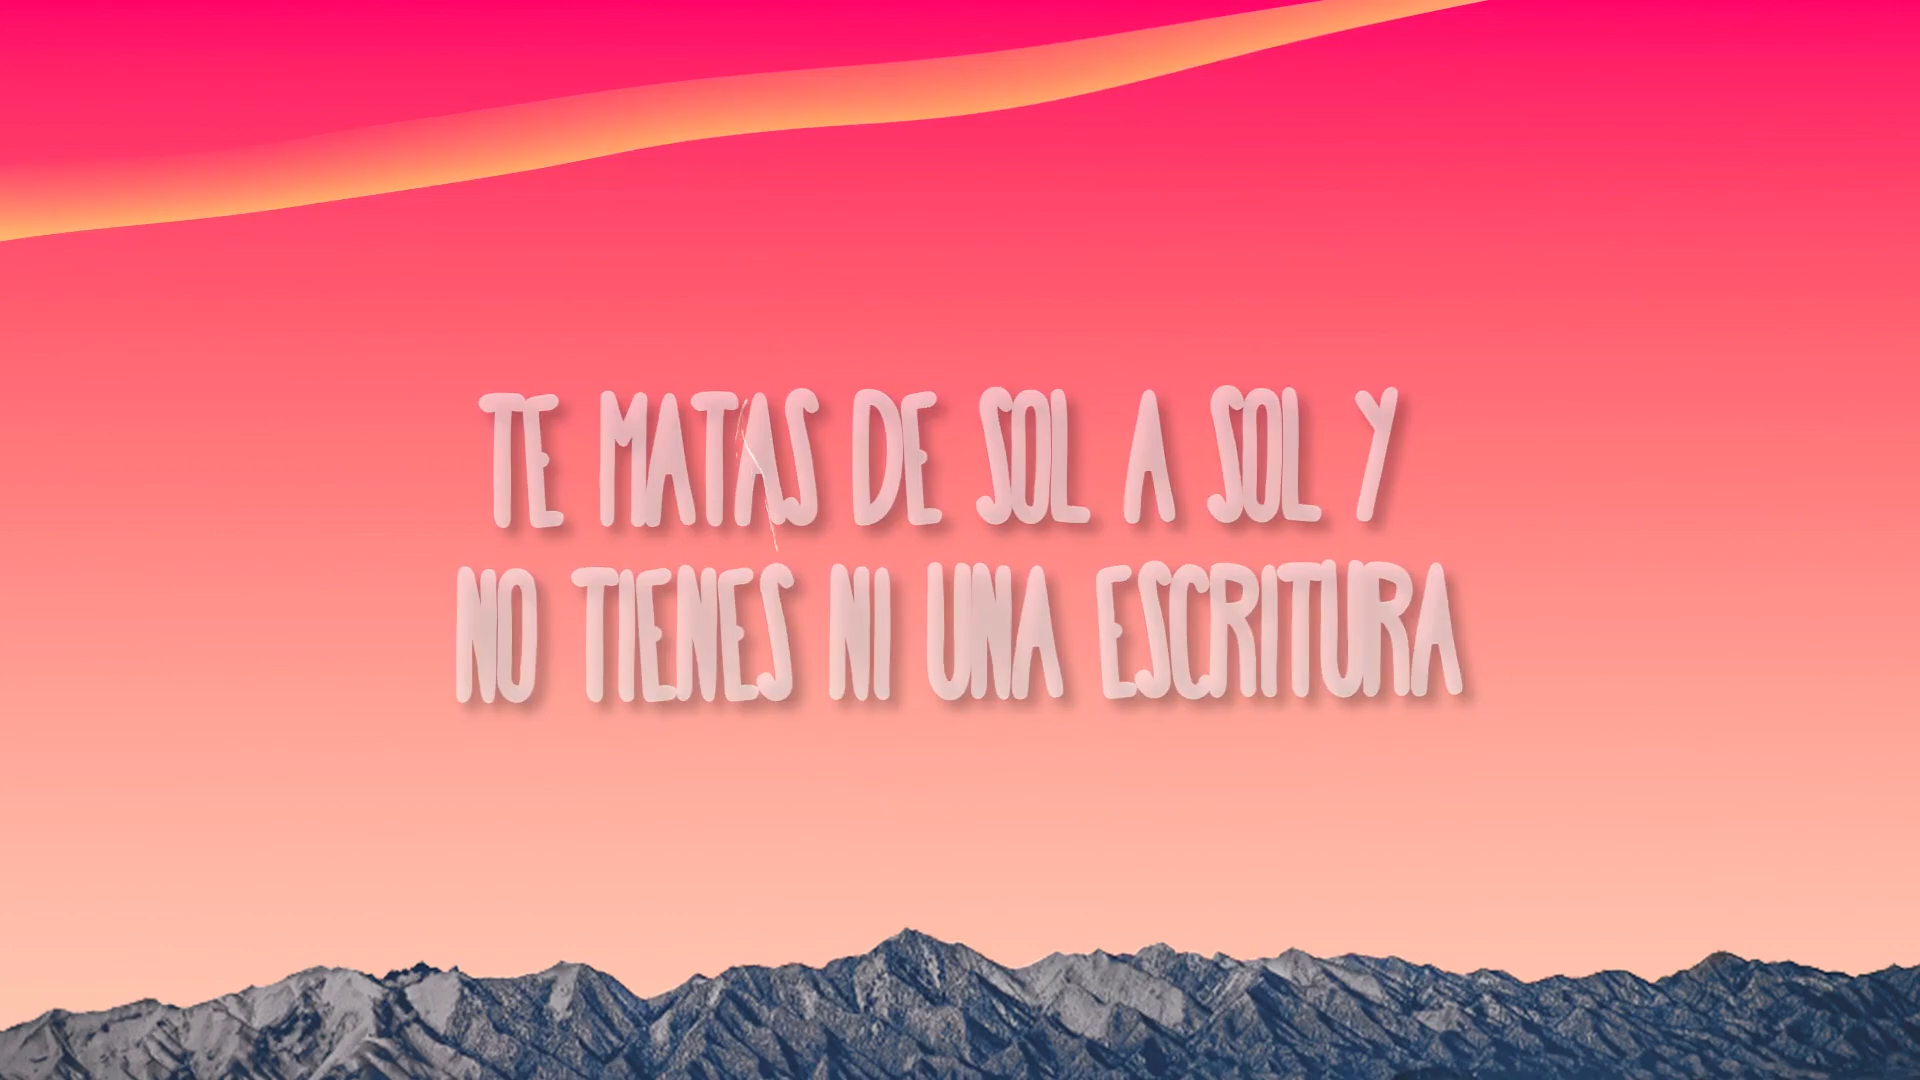 TE MATAS DE SOL A SOL Y
NO TIENES NI UNA ESCRITURA